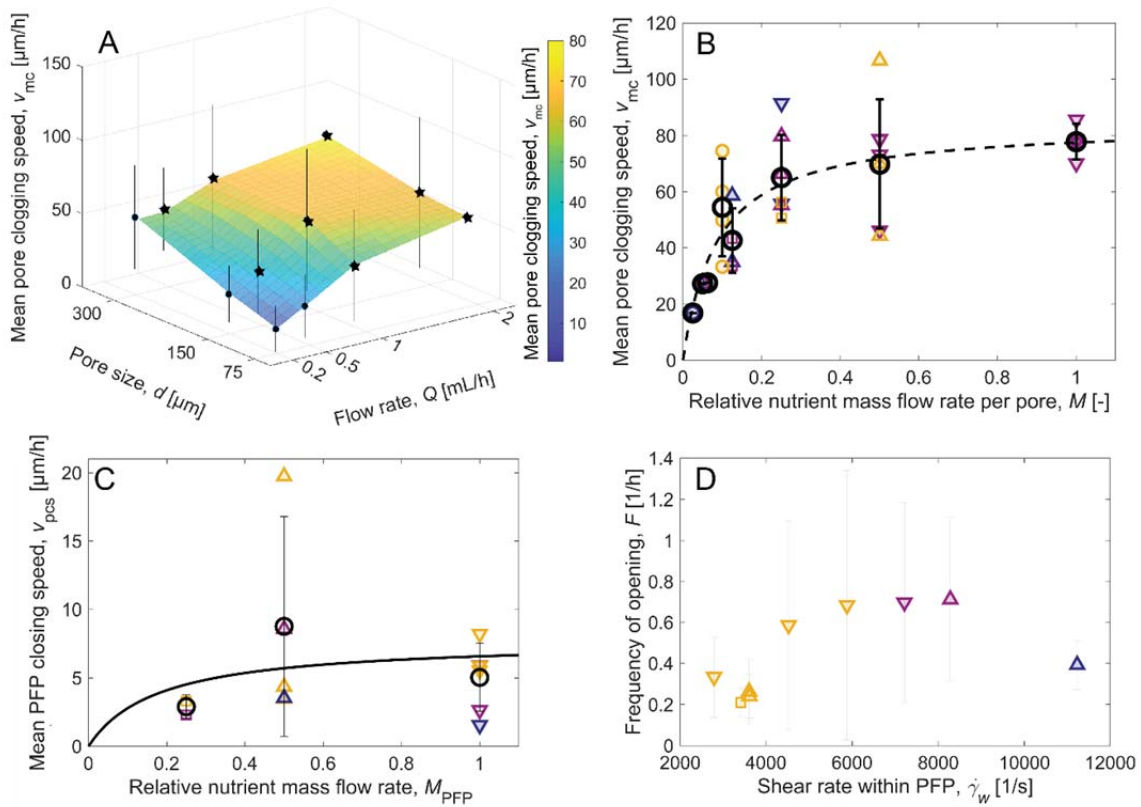 A
Mean pore clogging speed, v_mc [µm/h]
150
100
50
0
300
150
75
Pore size, d [µm]
0.2
0.5
1
2
Flow rate, Q [mL/h]
Mean pore clogging speed, v_mc [µm/h]
80
70
60
50
40
30
20
10
B
Mean pore clogging speed, v_mc [µm/h]
120
100
80
60
40
20
0
0 0.2 0.4 0.6 0.8 1
Relative nutrient mass flow rate per pore, M [-]
C
Mean PFP closing speed, v_pcs [µm/h]
20
15
10
5
0
0 0.2 0.4 0.6 0.8 1
Relative nutrient mass flow rate, M_PFP
D
Frequency of opening, F [1/h]
1.4
1.2
1
0.8
0.6
0.4
0.2
0
2000 4000 6000 8000 10000 12000
Shear rate within PFP, γ̇_w [1/s]